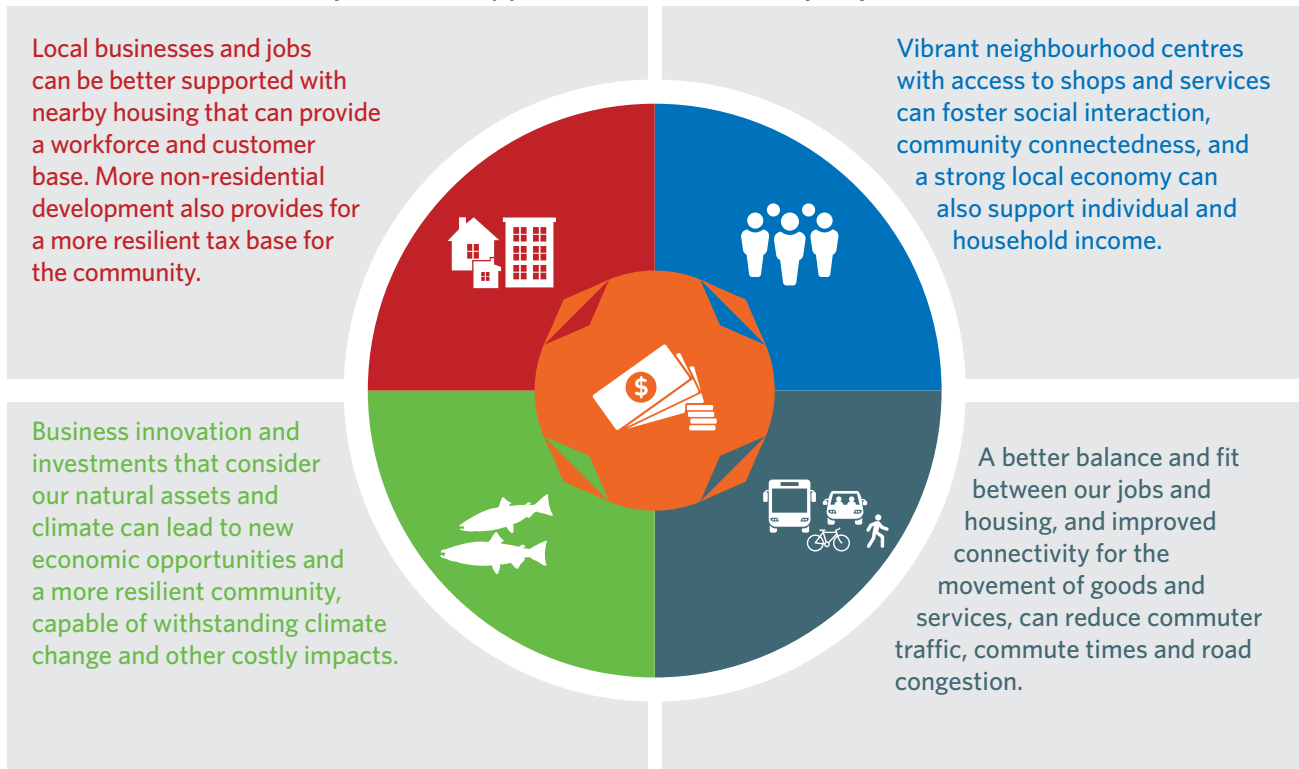 Local businesses and jobs
can be better supported with
nearby housing that can provide
a workforce and customer
base. More non-residential
development also provides for
a more resilient tax base for
the community.
Vibrant neighbourhood centres
with access to shops and services
can foster social interaction,
community connectedness, and
a strong local economy can
also support individual and
household income.
$
Business innovation and
investments that consider
our natural assets and
climate can lead to new
economic opportunities and
a more resilient community,
capable of withstanding climate
change and other costly impacts.
A better balance and fit
between our jobs and
housing, and improved
connectivity for the
movement of goods and
services, can reduce commuter
traffic, commute times and road
congestion.